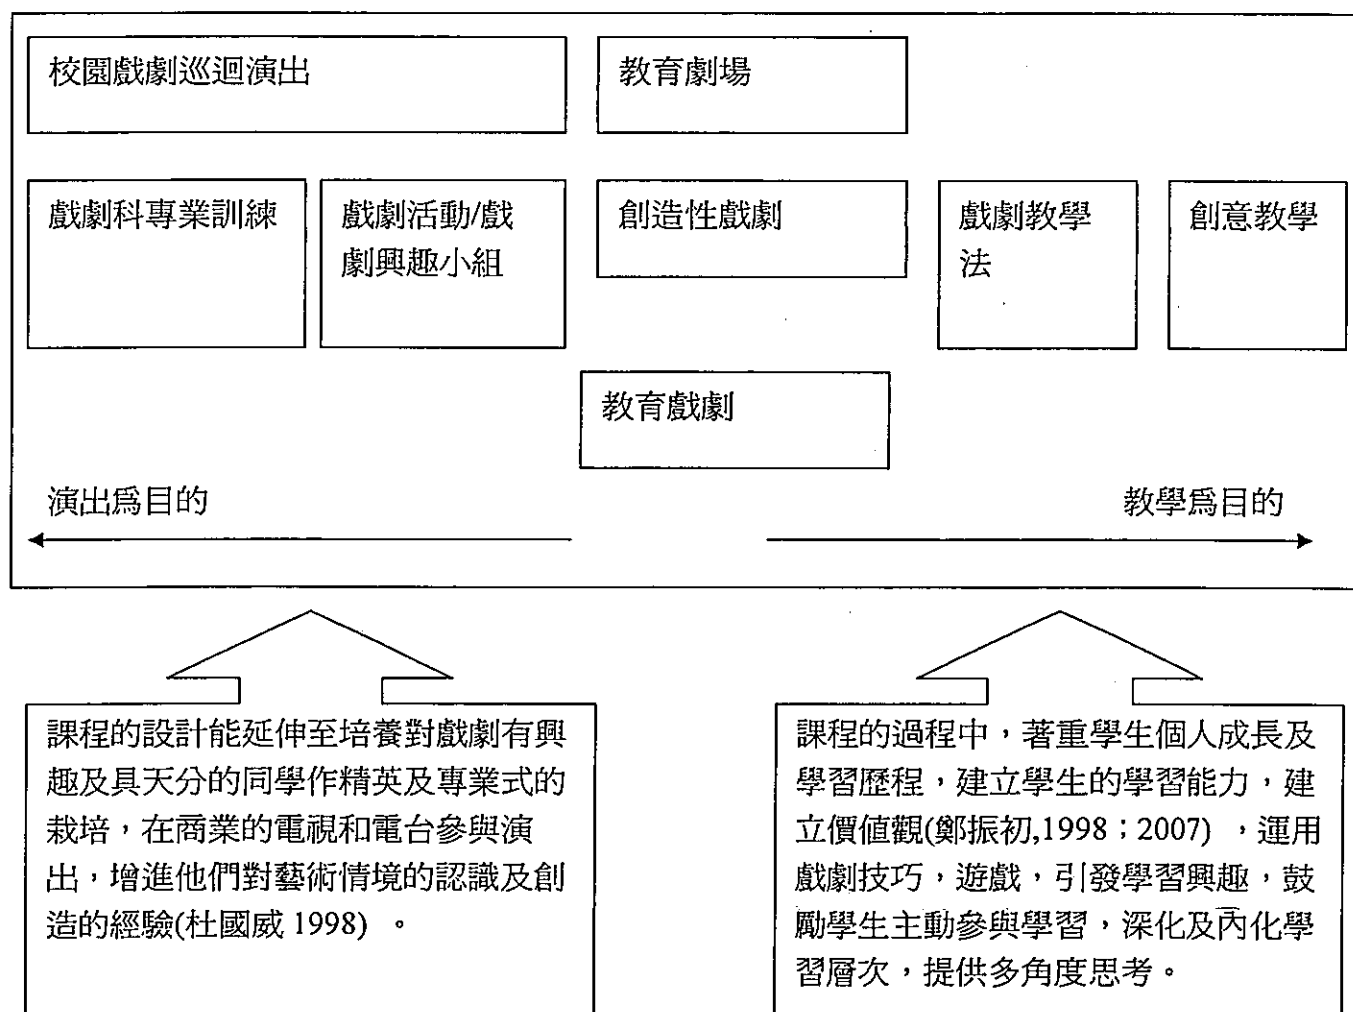 校園戲劇巡迴演出
教育劇場
戲劇科專業訓練
戲劇活動/戲
劇興趣小組
創造性戲劇
戲劇教學
法
創意教學
教育戲劇
演出爲目的
教學爲目的
課程的設計能延伸至培養對戲劇有興
趣及具天分的同學作精英及專業式的
栽培，在商業的電視和電台參與演
出，增進他們對藝術情境的認識及創
造的經驗(杜國威 1998) 。
課程的過程中，著重學生個人成長及
學習歷程，建立學生的學習能力，建
立價値觀(鄭振初,1998；2007) ，運用
戲劇技巧，遊戲，引發學習興趣，鼓
勵學生主動參與學習，深化及內化學
習層次，提供多角度思考。